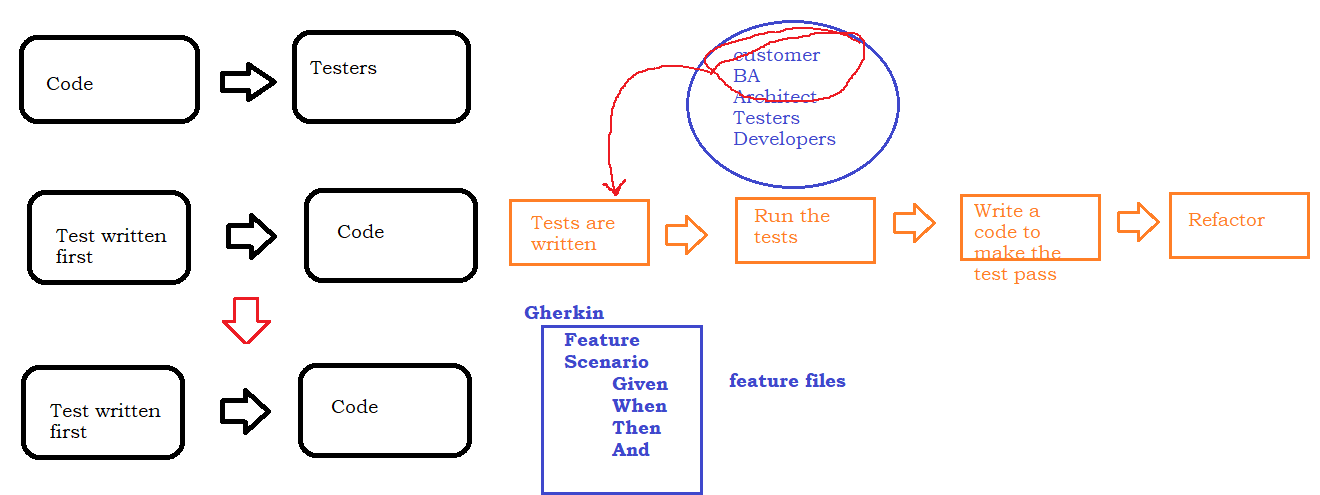 Code
Testers
customer
BA
Architect
Testers
Developers
Test written
first
Code
Tests are
written
Run the
tests
Write a
code to
make the
test pass
Refactor
Gherkin
Feature
Scenario
Given
When
Then
And
feature files
Test written
first
Code